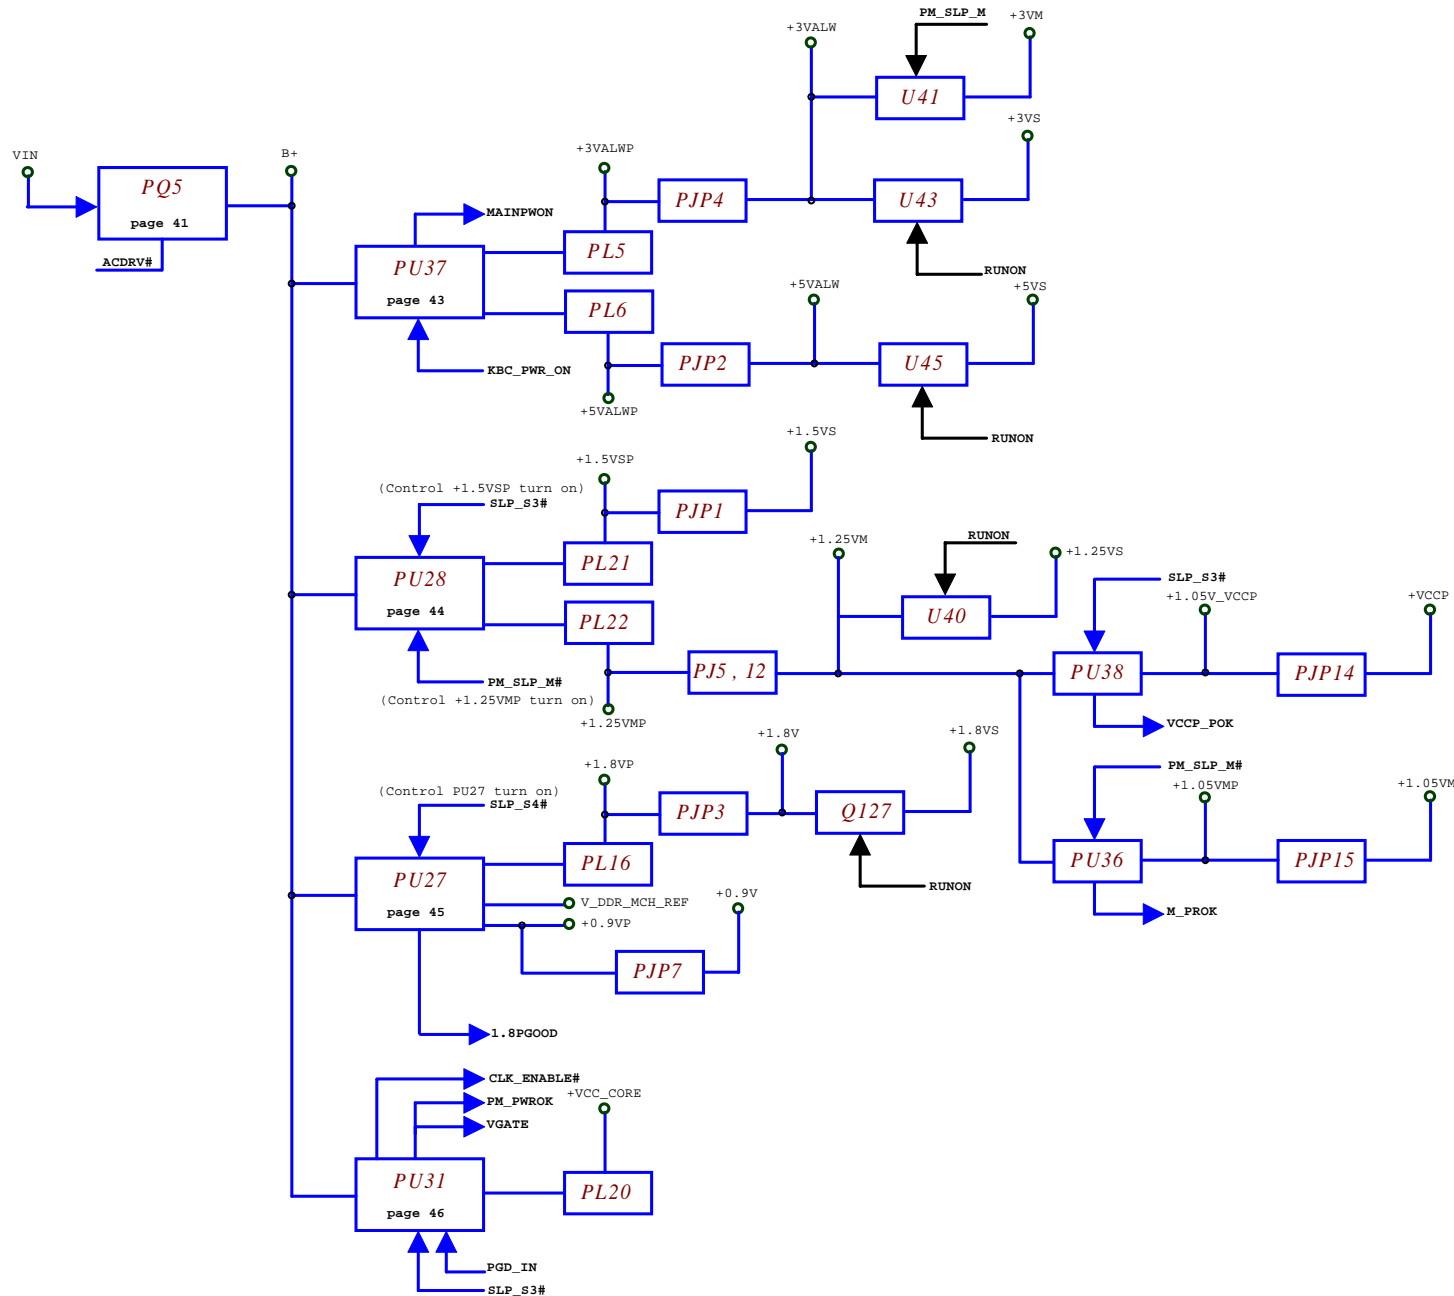 PM_SLP_M
+3VM
+3VALW
U41
+3VS
VIN
B+
+3VALWP
PQ5
page 41
PJP4
U43
MAINPWON
PL5
ACDRV#
PU37
page 43
RUNON
+5VALW
+5VS
PL6
PJP2
U45
KBC_PWR_ON
+5VALWP
RUNON
+1.5VS
+1.5VSP
(Control +1.5VSP turn on)
SLP_S3#
PJP1
RUNON
+1.25VM
+1.25VS
PL21
PU28
page 44
SLP_S3#
+1.05V_VCCP
+VCCP
PL22
U40
PJ5 , 12
PU38
PJP14
PM_SLP_M#
(Control +1.25VMP turn on)
+1.25VMP
VCCP_POK
+1.8V
+1.8VS
+1.8VP
PM_SLP_M#
+1.05VMP
+1.05VM
(Control PU27 turn on)
SLP_S4#
PJP3
Q127
PL16
PU36
PJP15
PU27
page 45
RUNON
+0.9V
V_DDR_MCH_REF
M_PROK
+0.9VP
PJP7
1.8PGOOD
CLK_ENABLE#
+VCC_CORE
PM_PWROK
VGATE
PU31
page 46
PL20
PGD_IN
SLP_S3#